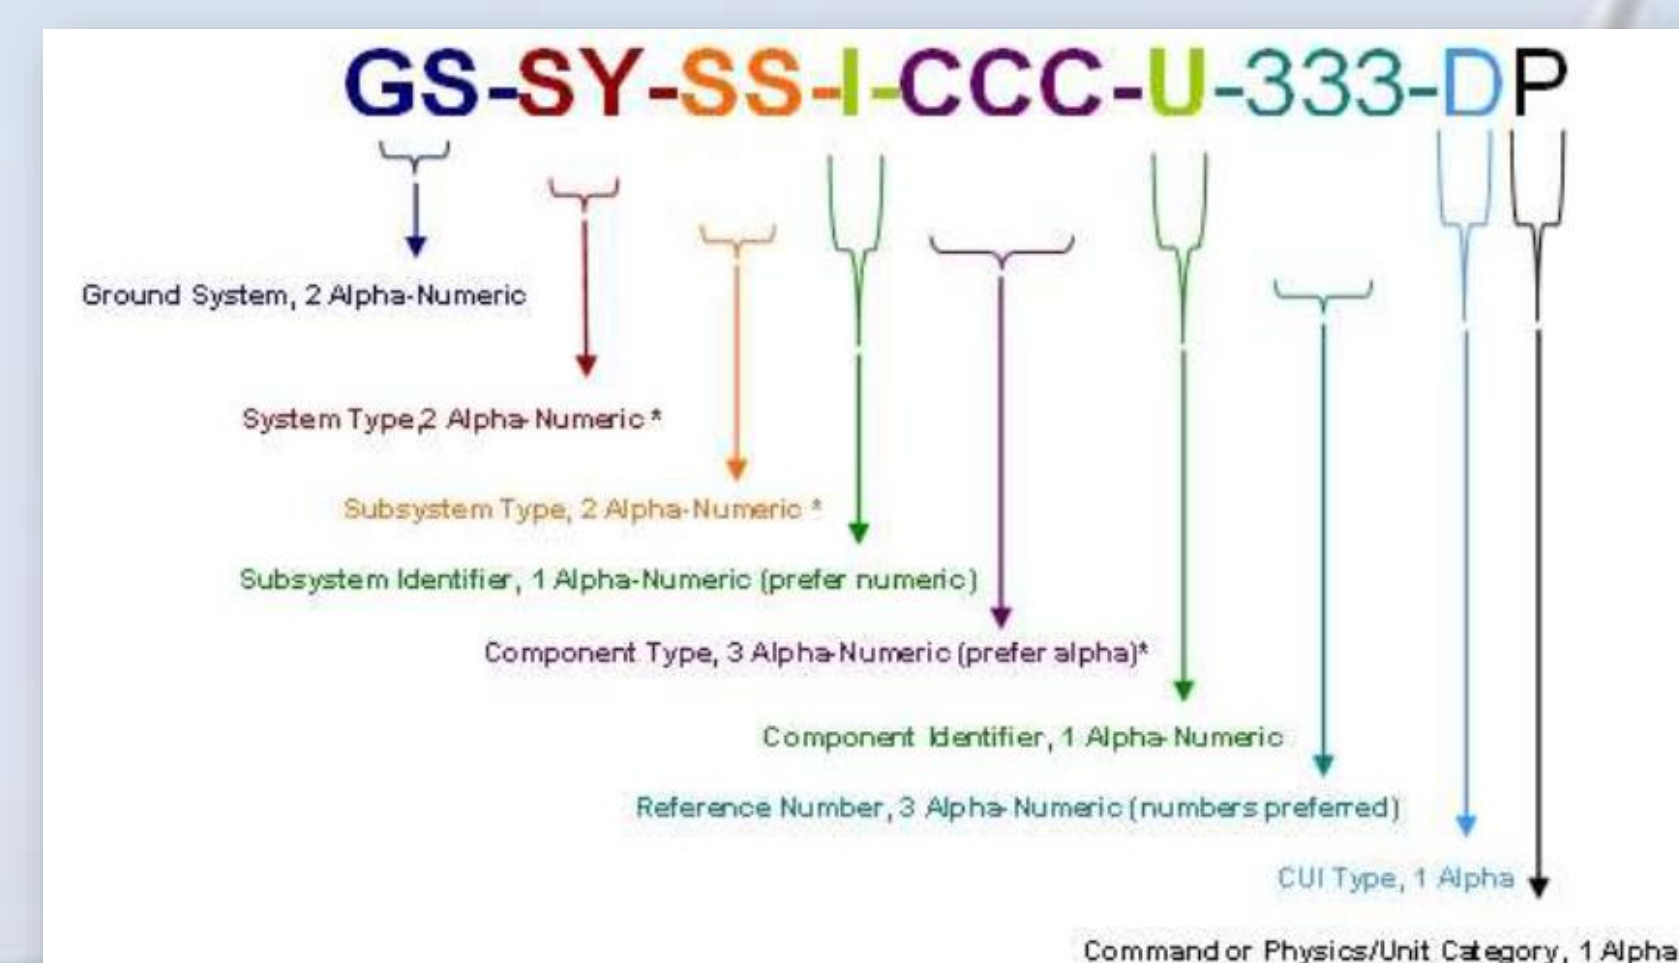 GS-SY-SS-I-CCC-U-333-DP
Ground System, 2 Alpha-Numeric
System Type,2 Alpha-Numeric *
Subsystem Type, 2 Alpha-Numeric *
Subsystem Identifier, 1 Alpha-Numeric (prefer numeric)
Component Type, 3 Alpha-Numeric (prefer alpha)*
Component Identifier, 1 Alpha-Numeric
Reference Number, 3 Alpha-Numeric (numbers preferred)
CUI Type, 1 Alpha
Command or Physics/Unit Category, 1 Alpha